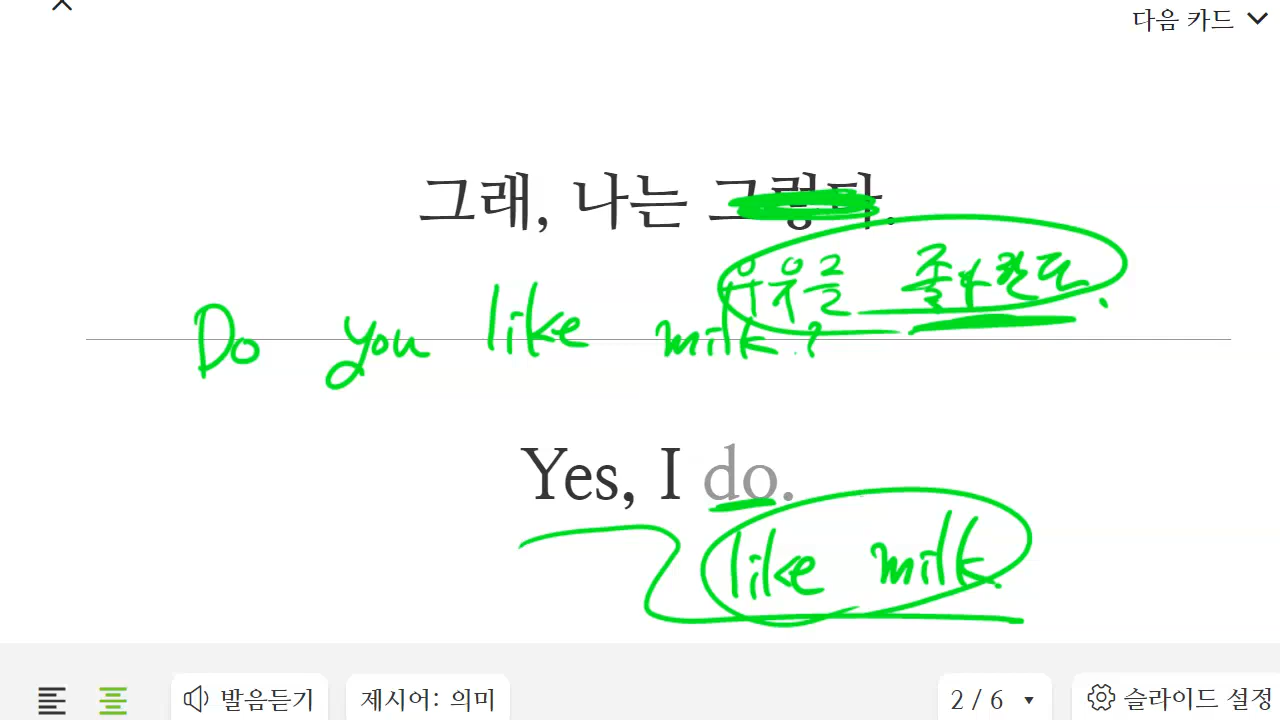 다음 카드
그래, 나는 그렇다.
우유를 좋아한다.
Do you like milk?
Yes, I do.
like milk.
발음듣기 제시어: 의미 2 / 6 슬라이드 설정